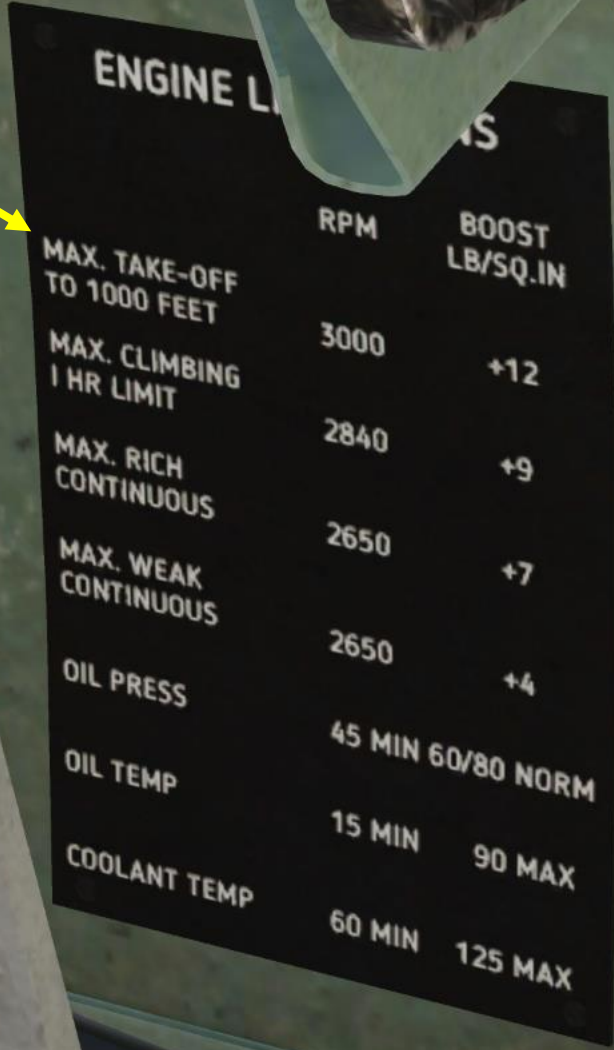 ENGINE
RPM BOOST
LB/SQ.IN
MAX. TAKE-OFF
TO 1000 FEET 3000 +12
MAX. CLIMBING
1 HR LIMIT 2840 +9
MAX. RICH
CONTINUOUS 2650 +7
MAX. WEAK
CONTINUOUS 2650 +4
OIL PRESS 45 MIN 60/80 NORM
OIL TEMP 15 MIN 90 MAX
COOLANT TEMP 60 MIN 125 MAX